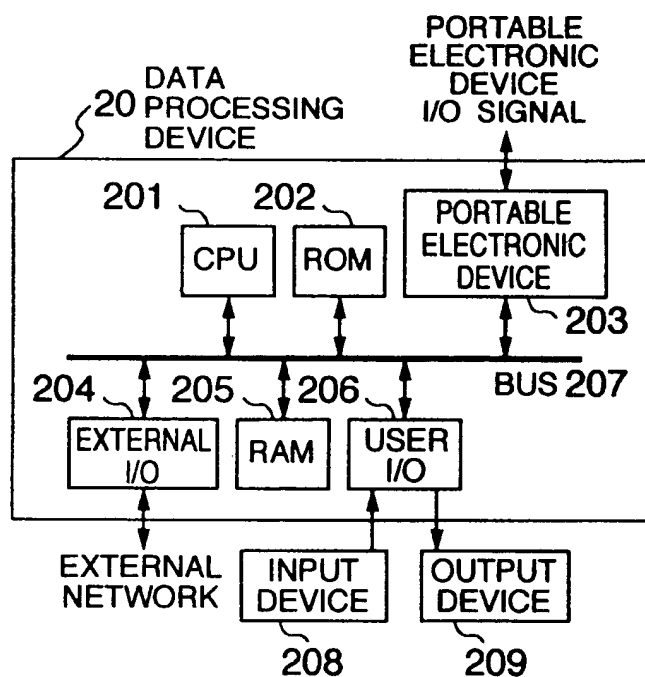 PORTABLE
ELECTRONIC
DEVICE
I/O SIGNAL
20 DATA
PROCESSING
DEVICE
201
202
CPU
ROM
PORTABLE
ELECTRONIC
DEVICE
203
BUS 207
204
205
206
EXTERNAL
I/O
RAM
USER
I/O
EXTERNAL
NETWORK
INPUT
DEVICE
208
OUTPUT
DEVICE
209